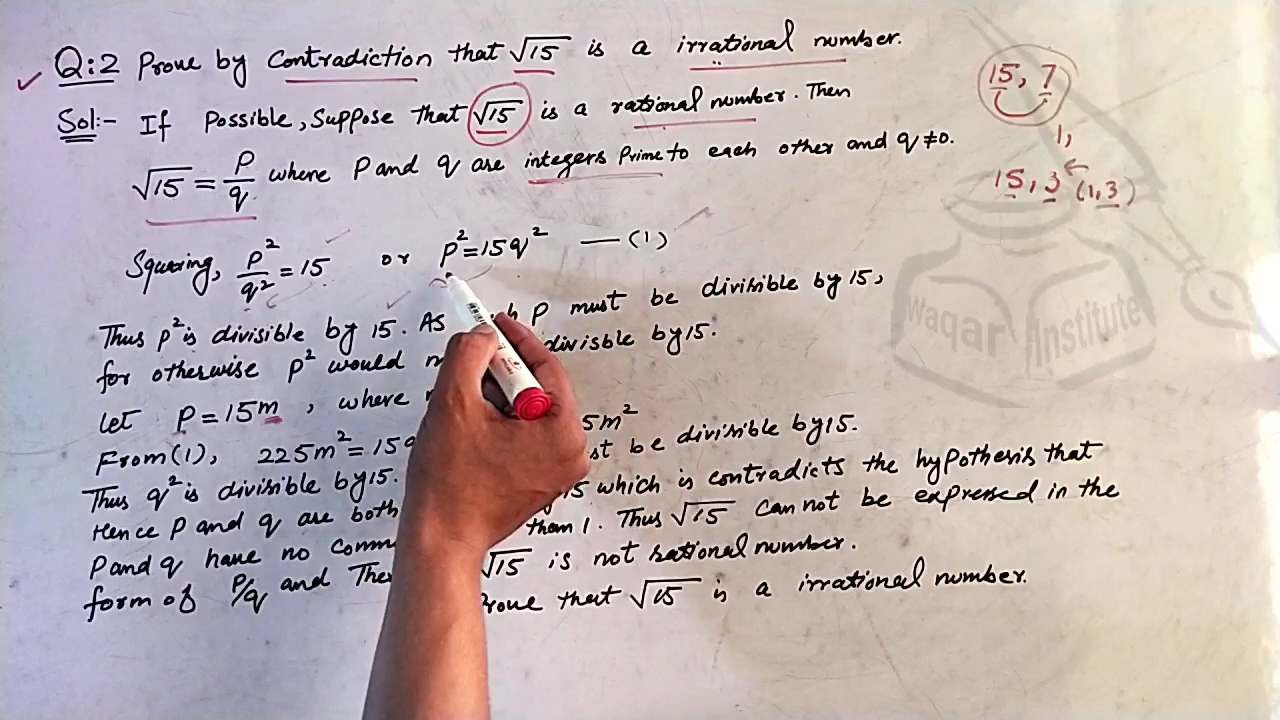 Q:2 Prove by Contradiction that √15 is a irrational number.
Sol:- If Possible, Suppose that √15 is a rational number. Then
√15 = P/q where P and q are integers Prime to each other and q ≠ 0.
Squaring, p²/q² = 15 or p² = 15q² — (1)
Thus p² is divisible by 15. As P must be divisible by 15,
for otherwise p² would divisble by 15.
let P = 15m, where
From (1), 225m² = 15 5m²
Thus q² is divisible by 15. be divisible by 15.
Hence P and q are both 15 which is contradicts the hypothesis that
P and q have no than 1. Thus √15 cannot be expressed in the
form of P/q and √15 is not rational number.
Prove that √15 is a irrational number.
15, 7
1,
15, 3 (1,3)
Waqar Institute